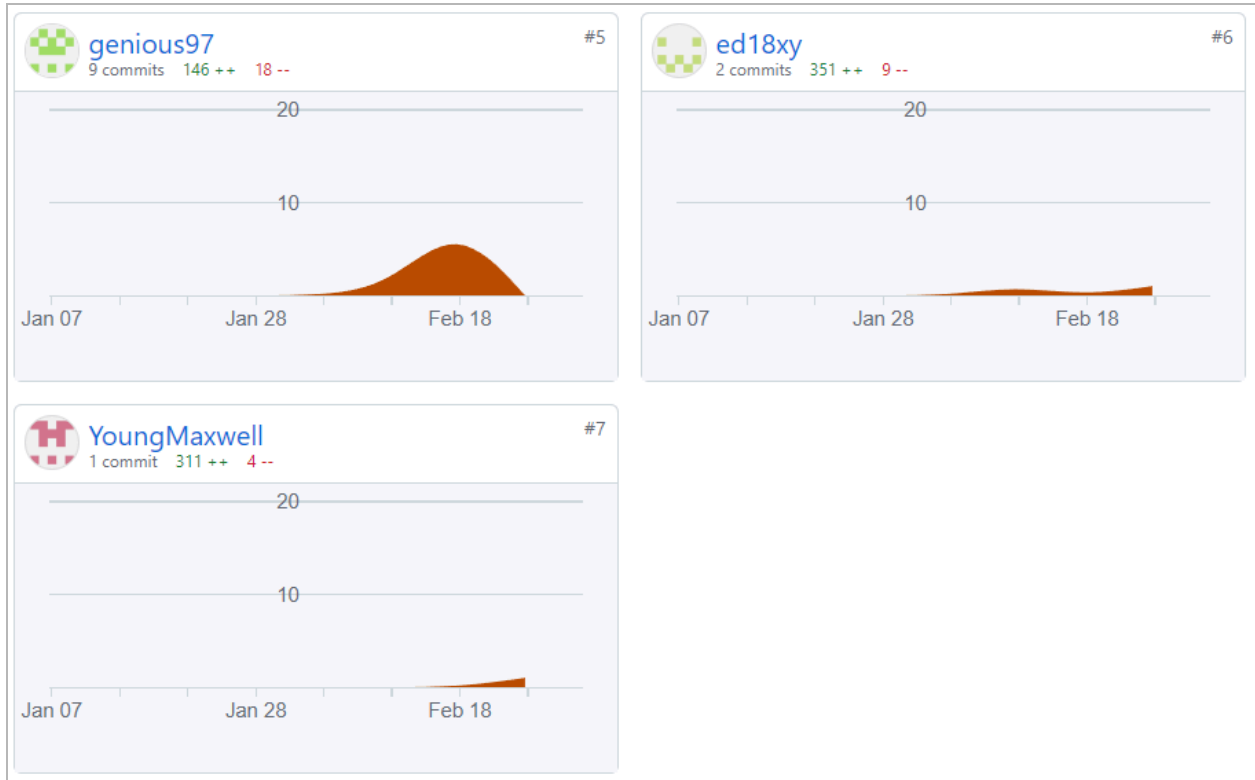 genious97
#5
9 commits 146 ++ 18 --
20
10
Jan 07 Jan 28 Feb 18
ed18xy
#6
2 commits 351 ++ 9 --
20
10
Jan 07 Jan 28 Feb 18
YoungMaxwell
#7
1 commit 311 ++ 4 --
20
10
Jan 07 Jan 28 Feb 18